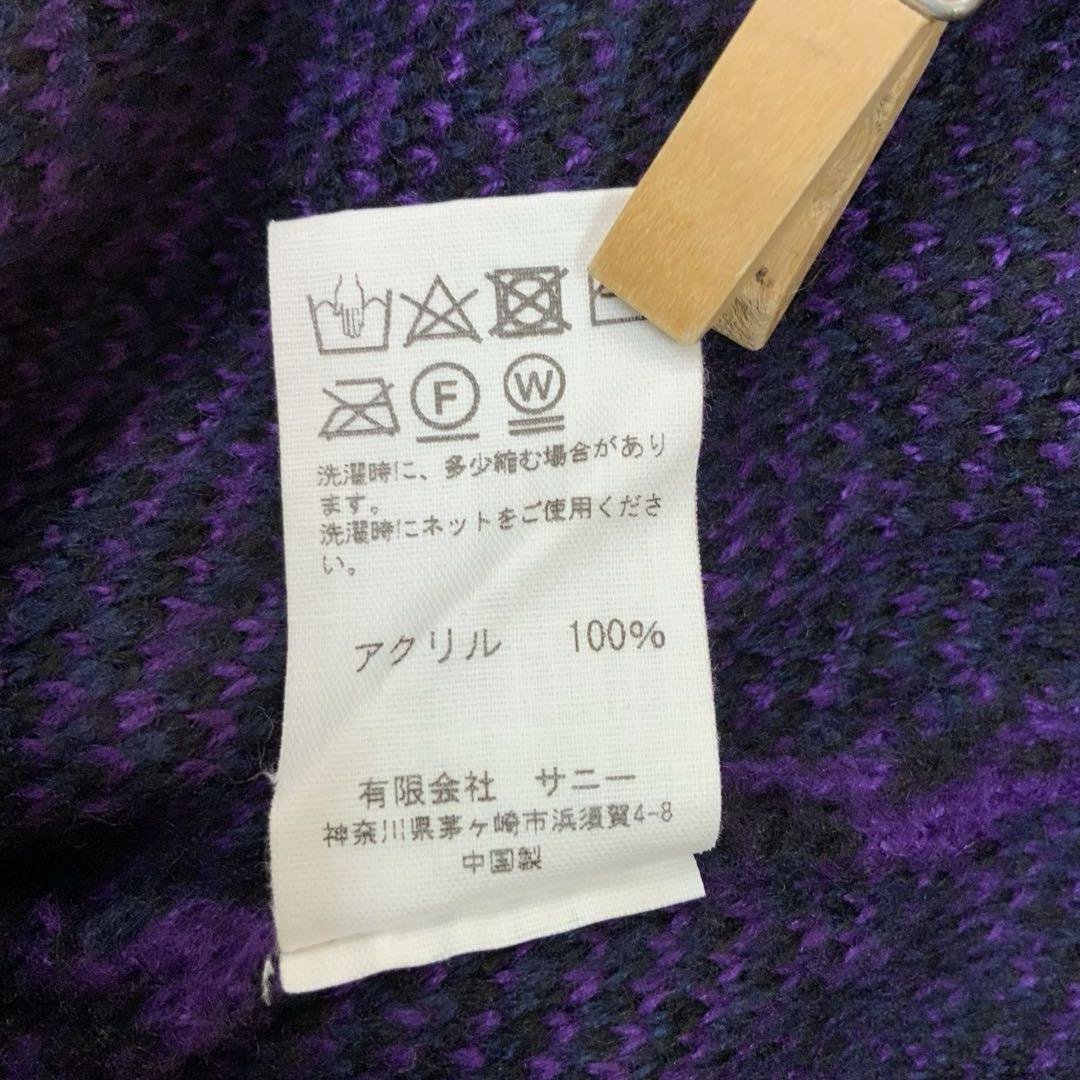 F W
洗濯時に、多少縮む場合があり
ます。
洗濯時にネットをご使用くださ
い。
アクリル 100%
有限会社 サニー
神奈川県茅ヶ崎市浜須賀4-8
中国製